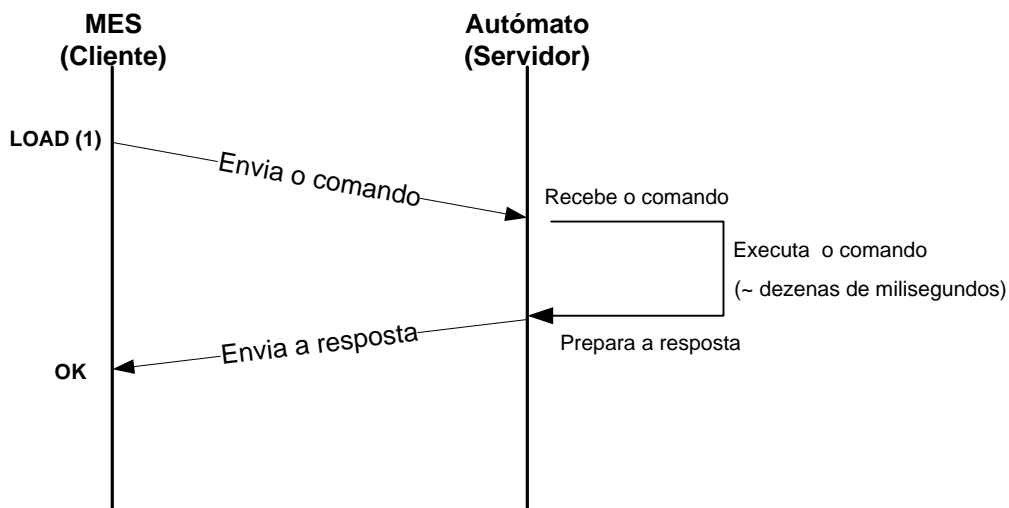 MES
(Cliente)
Autómato
(Servidor)
LOAD (1)
Envia o comando
Recebe o comando
Executa o comando
(~ dezenas de milisegundos)
Envia a resposta
Prepara a resposta
OK